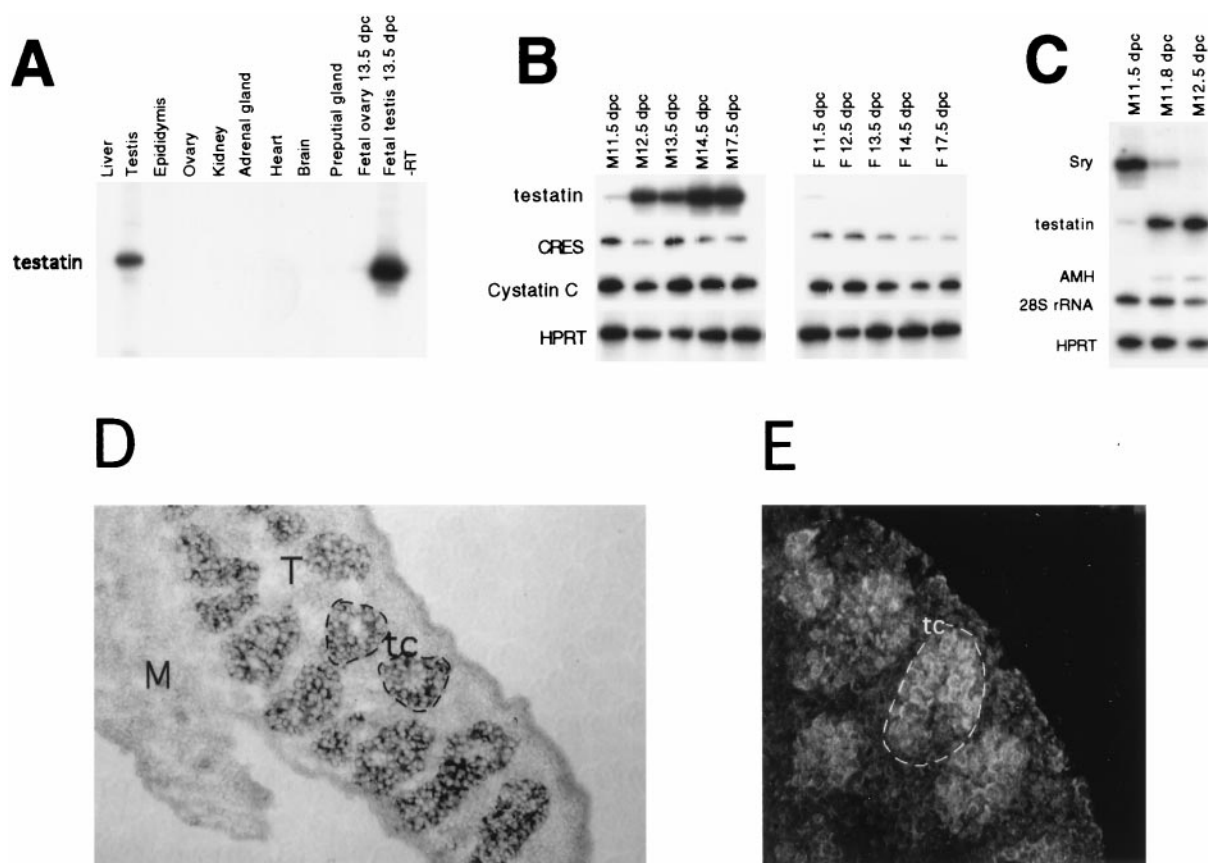 A
Liver
Testis
Epididymis
Ovary
Kidney
Adrenal gland
Heart
Brain
Preputial gland
Fetal ovary 13.5 dpc
Fetal testis 13.5 dpc
-RT
testatin
B
M11.5 dpc
M12.5 dpc
M13.5 dpc
M14.5 dpc
M17.5 dpc
F 11.5 dpc
F 12.5 dpc
F 13.5 dpc
F 14.5 dpc
F 17.5 dpc
testatin
CRES
Cystatin C
HPRT
C
M11.5 dpc
M11.8 dpc
M12.5 dpc
Sry
testatin
AMH
28S rRNA
HPRT
D
T
tc
M
E
tc